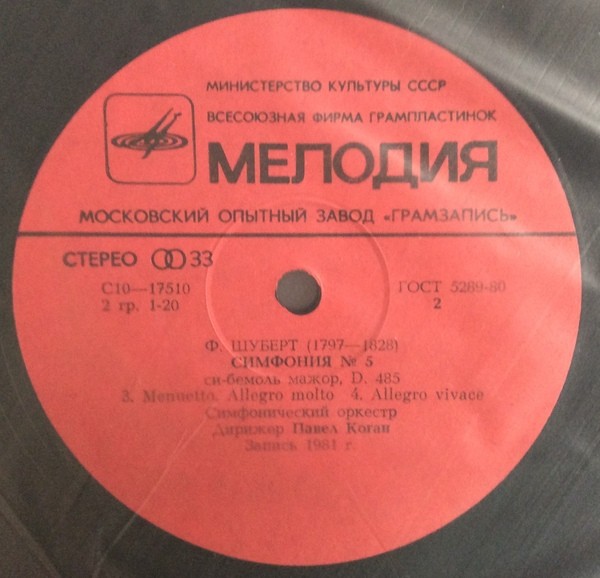 МИНИСТЕРСТВО КУЛЬТУРЫ СССР
ВСЕСОЮЗНАЯ ФИРМА ГРАМПЛАСТИНОК
МЕЛОДИЯ
МОСКОВСКИЙ ОПЫТНЫЙ ЗАВОД «ГРАМЗАПИСЬ»
СТЕРЕО 33
С10—17510
2 гр. 1-20
ГОСТ 5289-80
2
Ф. ШУБЕРТ (1797—1828)
СИМФОНИЯ № 5
си-бемоль мажор, D. 485
3. Menuetto. Allegro molto 4. Allegro vivace
Симфонический оркестр
Дирижер Павел Коган
Запись 1981 г.